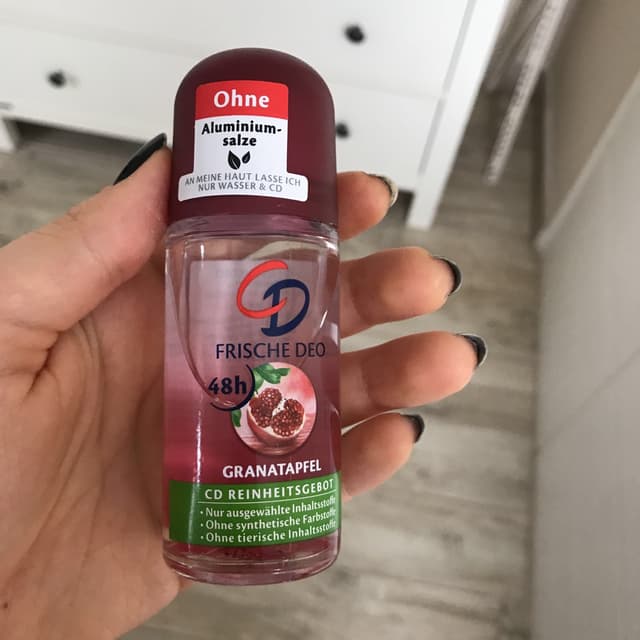 Ohne
Aluminium-
salze
AN MEINE HAUT LASSE ICH
NUR WASSER & CD
CD
FRISCHE DEO
48h
GRANATAPFEL
CD REINHEITSGEBOT
• Nur ausgewählte Inhaltsstoffe
• Ohne synthetische Farbstoffe
• Ohne tierische Inhaltsstoffe